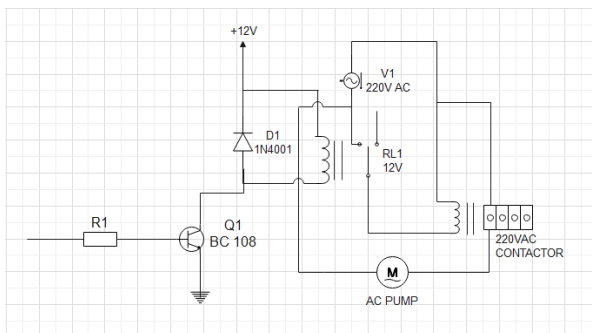 +12V
V1
220V AC
D1
1N4001
RL1
12V
R1
Q1
BC 108
220VAC
CONTACTOR
M
AC PUMP